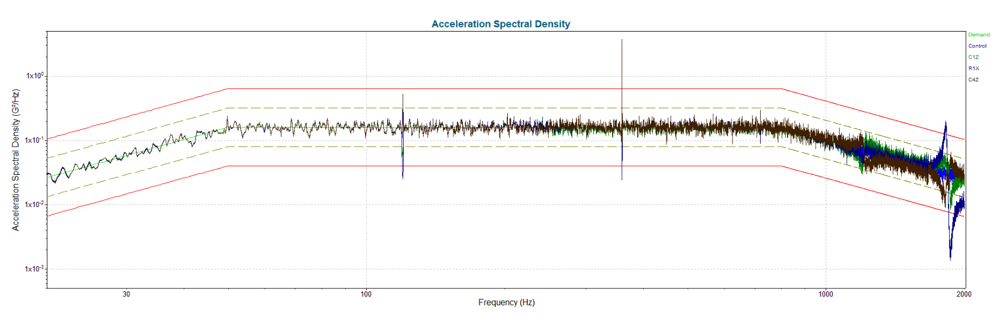 Acceleration Spectral Density
Demand
Control
C1Z
R1X
C4Z
Acceleration Spectral Density (G²/Hz)
1x10⁰
1x10⁻¹
1x10⁻²
1x10⁻³
30
100
1000
2000
Frequency (Hz)